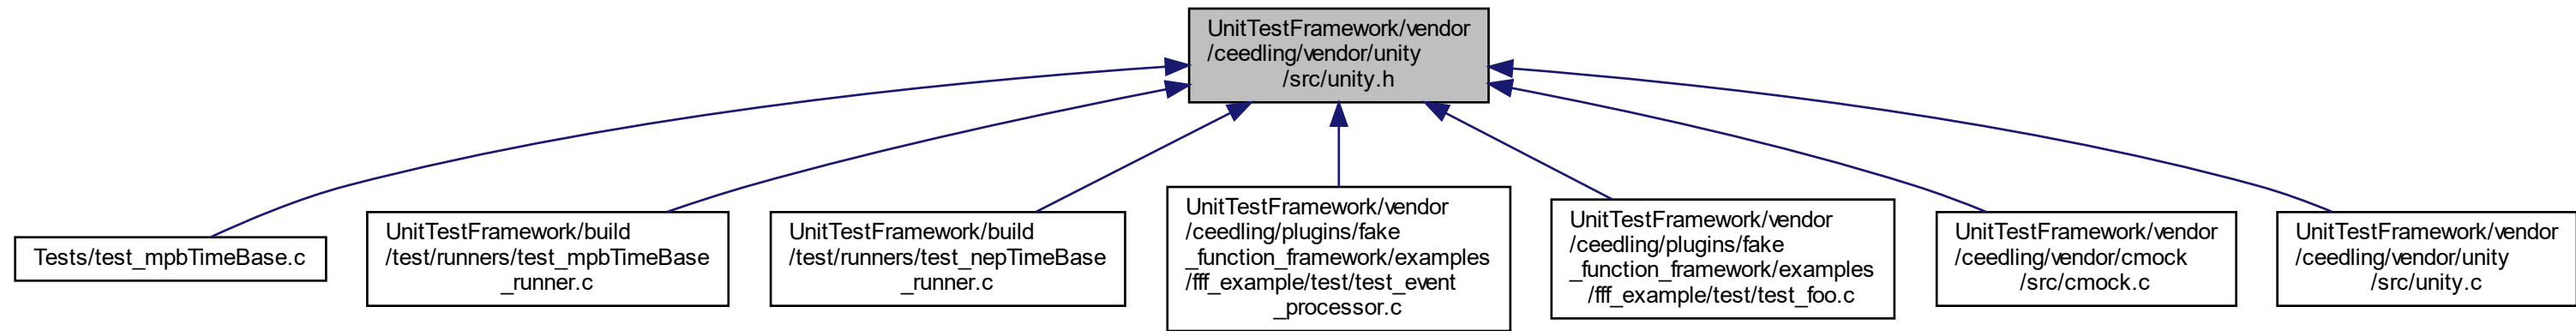 UnitTestFramework/vendor
/ceedling/vendor/unity
/src/unity.h
Tests/test_mpbTimeBase.c
UnitTestFramework/build
/test/runners/test_mpbTimeBase
_runner.c
UnitTestFramework/build
/test/runners/test_nepTimeBase
_runner.c
UnitTestFramework/vendor
/ceedling/plugins/fake
_function_framework/examples
/fff_example/test/test_event
_processor.c
UnitTestFramework/vendor
/ceedling/plugins/fake
_function_framework/examples
/fff_example/test/test_foo.c
UnitTestFramework/vendor
/ceedling/vendor/cmock
/src/cmock.c
UnitTestFramework/vendor
/ceedling/vendor/unity
/src/unity.c